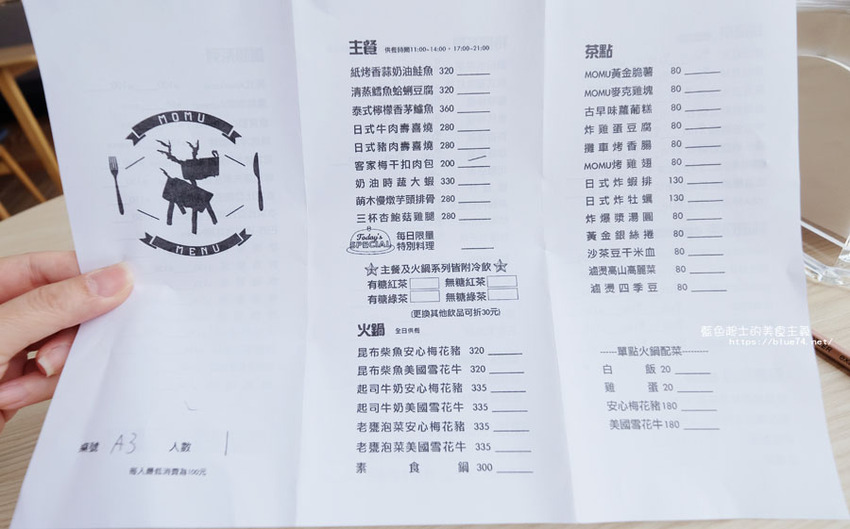 MOMU
MENU
桌號 A3 人數 1
每人最低消費為100元
主餐 供餐時間11:00~14:00，17:00~21:00
紙烤香蒜奶油鮭魚 320
清蒸鱈魚蛤蜊豆腐 320
泰式檸檬香茅鱸魚 360
日式牛肉壽喜燒 280
日式豬肉壽喜燒 280
客家梅干扣肉包 200
奶油時蔬大蝦 330
萌木慢燉芋頭排骨 280
三杯杏鮑菇雞腿 280
Today's SPECIAL
每日限量
特別料理
主餐及火鍋系列皆附冷飲
有糖紅茶 無糖紅茶
有糖綠茶 無糖綠茶
(更換其他飲品可折30元)
火鍋 全日供餐
昆布柴魚安心梅花豬 320
昆布柴魚美國雪花牛 320
起司牛奶安心梅花豬 335
起司牛奶美國雪花牛 335
老甕泡菜安心梅花豬 335
老甕泡菜美國雪花牛 335
素食鍋 300
茶點
MOMU黃金脆薯 80
MOMU麥克雞塊 80
古早味蘿蔔糕 80
炸雞蛋豆腐 80
攤車烤香腸 80
MOMU烤雞翅 80
日式炸蝦排 130
日式炸牡蠣 130
炸爆漿湯圓 80
黃金銀絲捲 80
沙茶豆干米血 80
滷燙高山高麗菜 80
滷燙四季豆 80
-----單點火鍋配菜---------
白飯 20
雞蛋 20
安心梅花豬 180
美國雪花牛 180
藍色起士的美食主義
https://blue74.net/